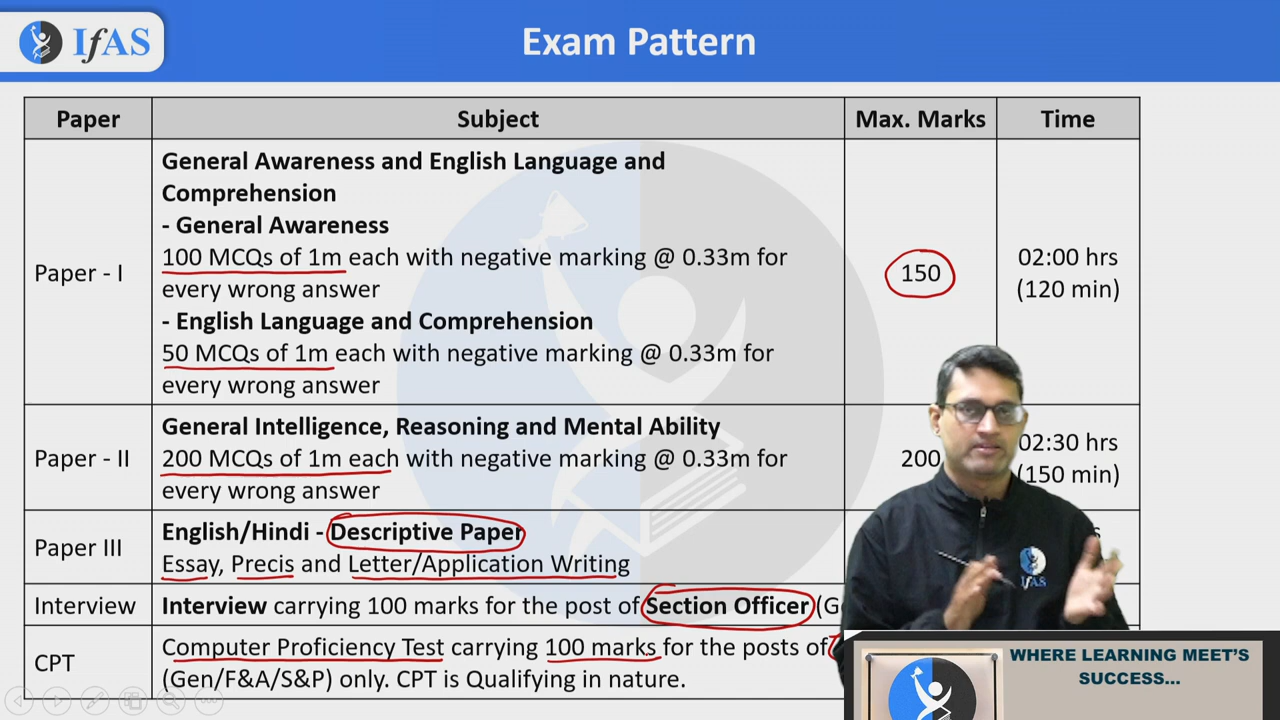 IfAS
Exam Pattern
Paper
Subject
Max. Marks
Time
Paper - I
General Awareness and English Language and
Comprehension
- General Awareness
100 MCQs of 1m each with negative marking @ 0.33m for
every wrong answer
- English Language and Comprehension
50 MCQs of 1m each with negative marking @ 0.33m for
every wrong answer
150
02:00 hrs
(120 min)
Paper - II
General Intelligence, Reasoning and Mental Ability
200 MCQs of 1m each with negative marking @ 0.33m for
every wrong answer
200
02:30 hrs
(150 min)
Paper III
English/Hindi - Descriptive Paper
Essay, Precis and Letter/Application Writing
Interview
Interview carrying 100 marks for the post of Section Officer
CPT
Computer Proficiency Test carrying 100 marks for the posts of
(Gen/F&A/S&P) only. CPT is Qualifying in nature.
IfAS
WHERE LEARNING MEET'S
SUCCESS...